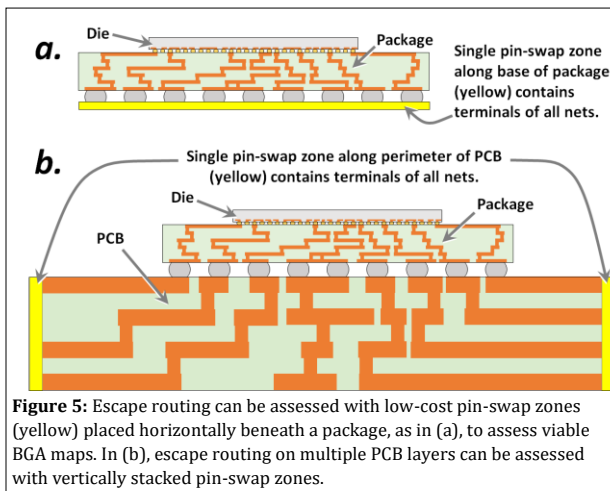 a.
Die
Package
Single pin-swap zone
along base of package
(yellow) contains
terminals of all nets.
b.
Single pin-swap zone along perimeter of PCB
(yellow) contains terminals of all nets.
Die
Package
PCB
Figure 5: Escape routing can be assessed with low-cost pin-swap zones
(yellow) placed horizontally beneath a package, as in (a), to assess viable
BGA maps. In (b), escape routing on multiple PCB layers can be assessed
with vertically stacked pin-swap zones.